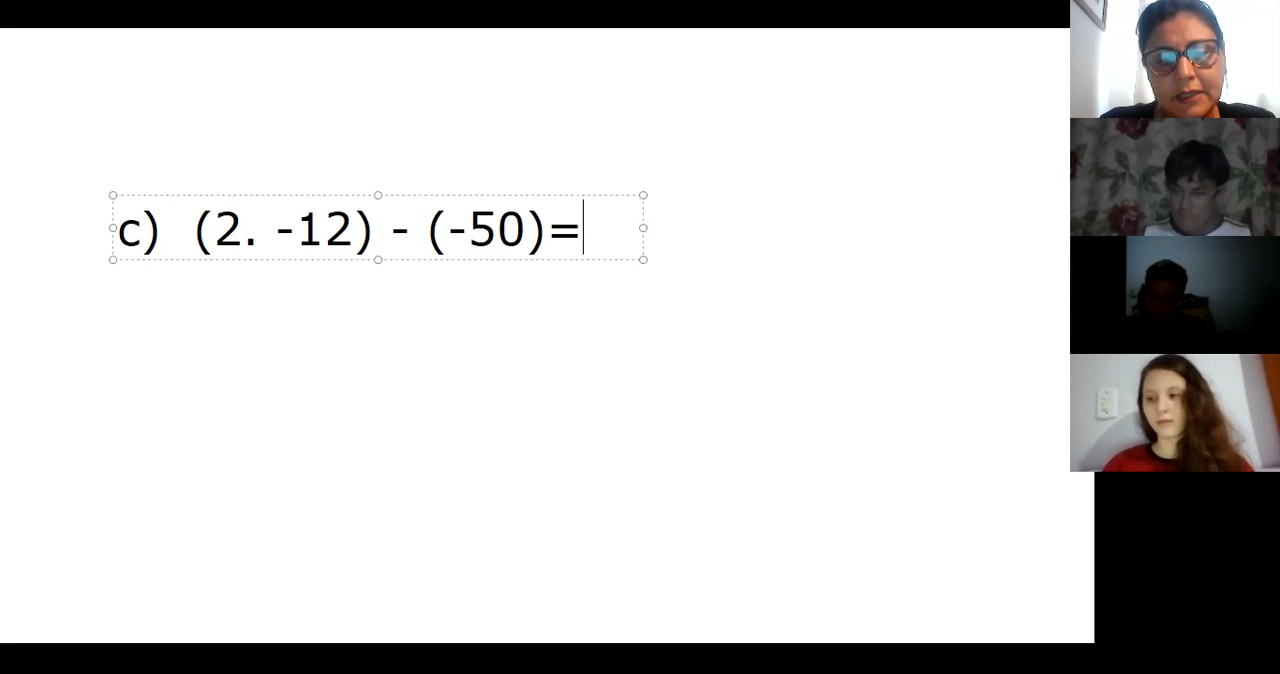 c) (2. -12) - (-50)=